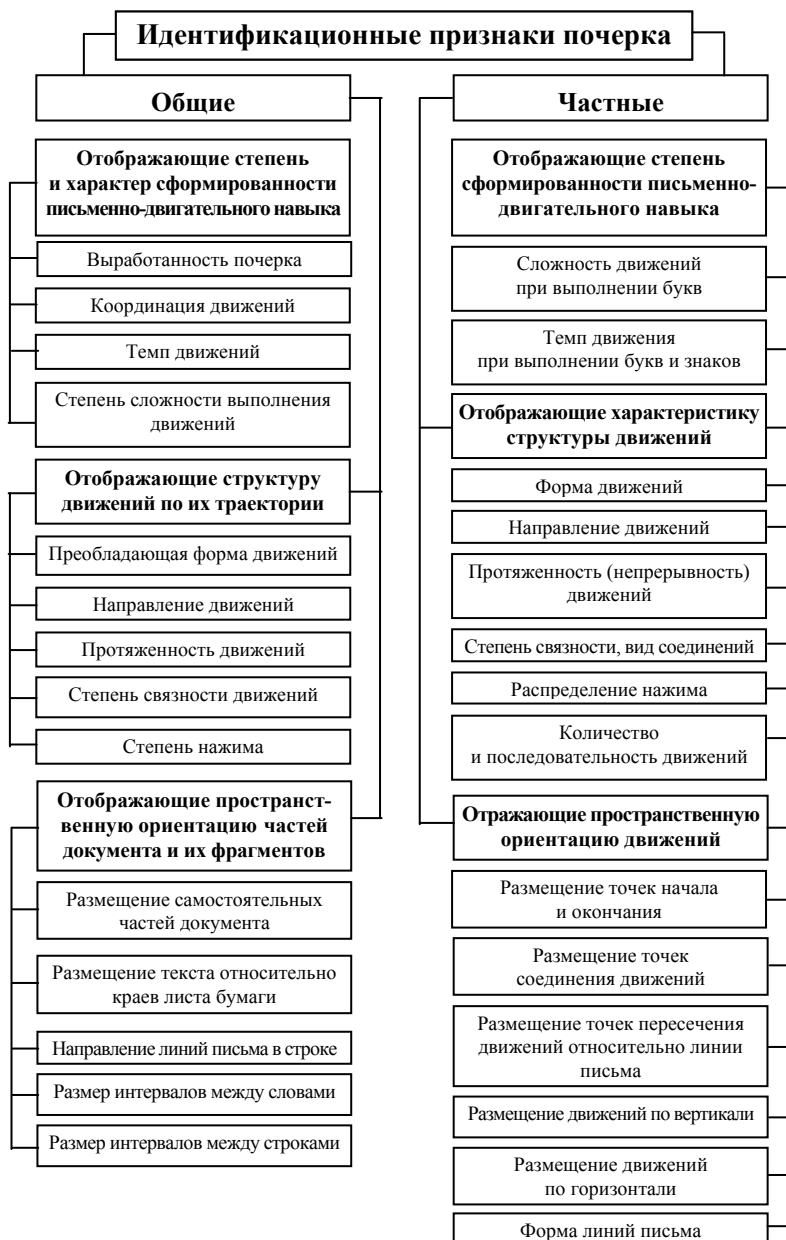 Идентификационные признаки почерка
Общие
Отображающие степень
и характер сформированности
письменно-двигательного навыка
Выработанность почерка
Координация движений
Темп движений
Степень сложности выполнения
движений
Отображающие структуру
движений по их траектории
Преобладающая форма движений
Направление движений
Протяженность движений
Степень связности движений
Степень нажима
Отображающие пространст-
венную ориентацию частей
документа и их фрагментов
Размещение самостоятельных
частей документа
Размещение текста относительно
краев листа бумаги
Направление линий письма в строке
Размер интервалов между словами
Размер интервалов между строками
Частные
Отображающие степень
сформированности письменно-
двигательного навыка
Сложность движений
при выполнении букв
Темп движения
при выполнении букв и знаков
Отображающие характеристику
структуры движений
Форма движений
Направление движений
Протяженность (непрерывность)
движений
Степень связности, вид соединений
Распределение нажима
Количество
и последовательность движений
Отражающие пространственную
ориентацию движений
Размещение точек начала
и окончания
Размещение точек
соединения движений
Размещение точек пересечения
движений относительно линии
письма
Размещение движений по вертикали
Размещение движений
по горизонтали
Форма линий письма